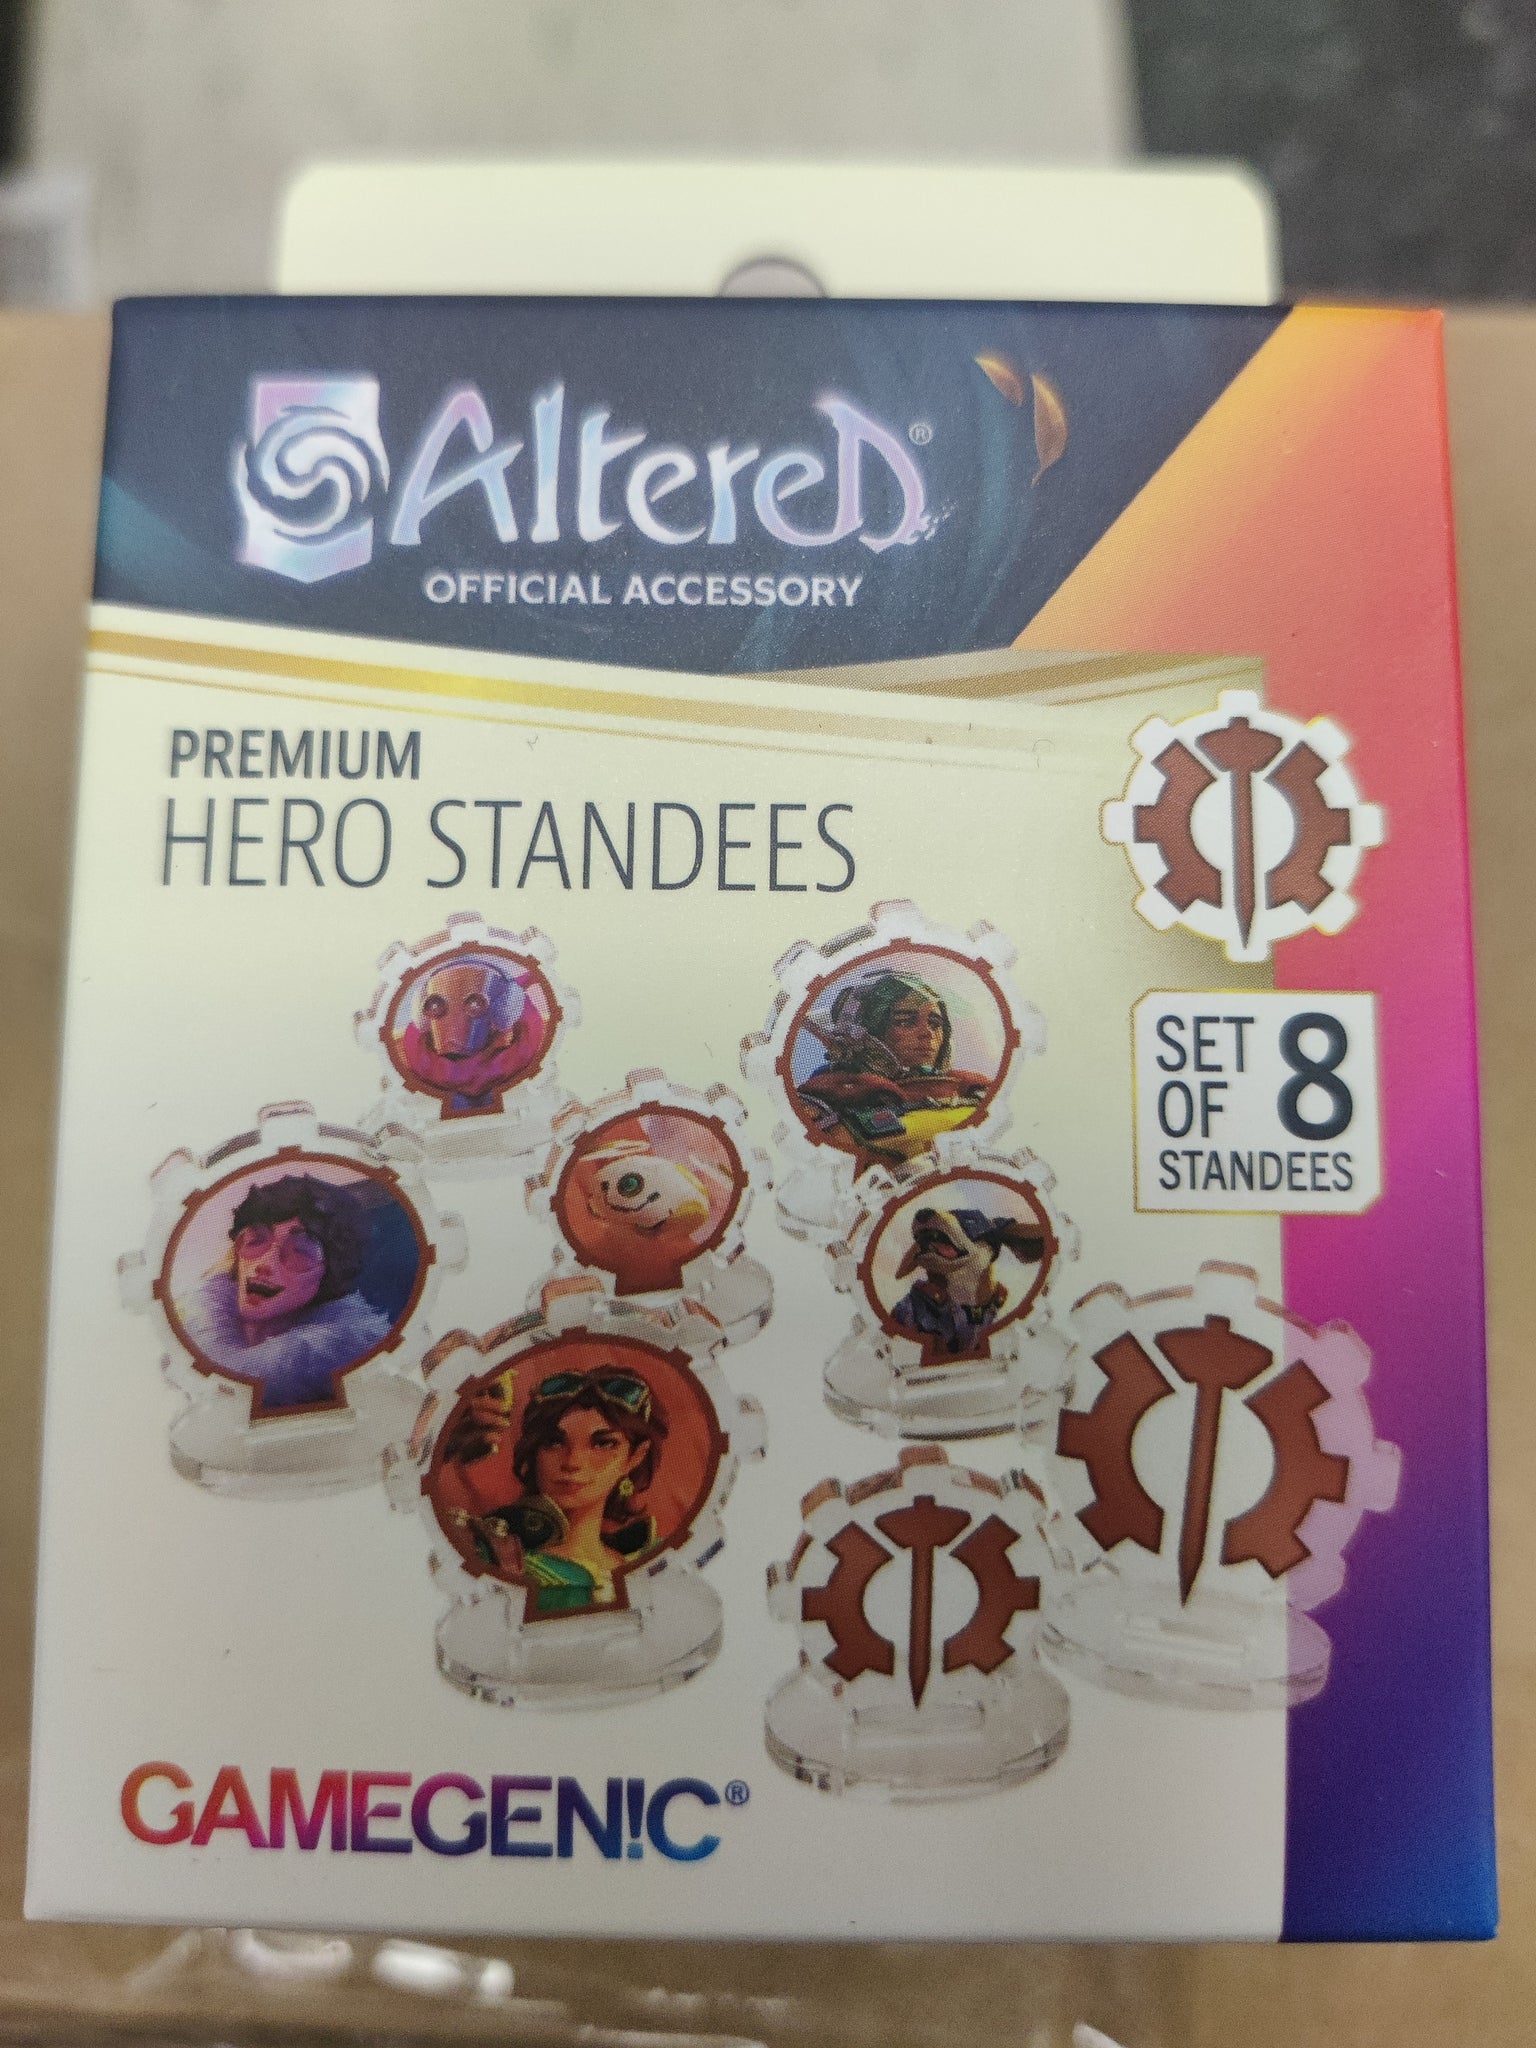 Altered®
OFFICIAL ACCESSORY
PREMIUM
HERO STANDEES
SET OF 8
STANDEES
GAMEGEN!C®